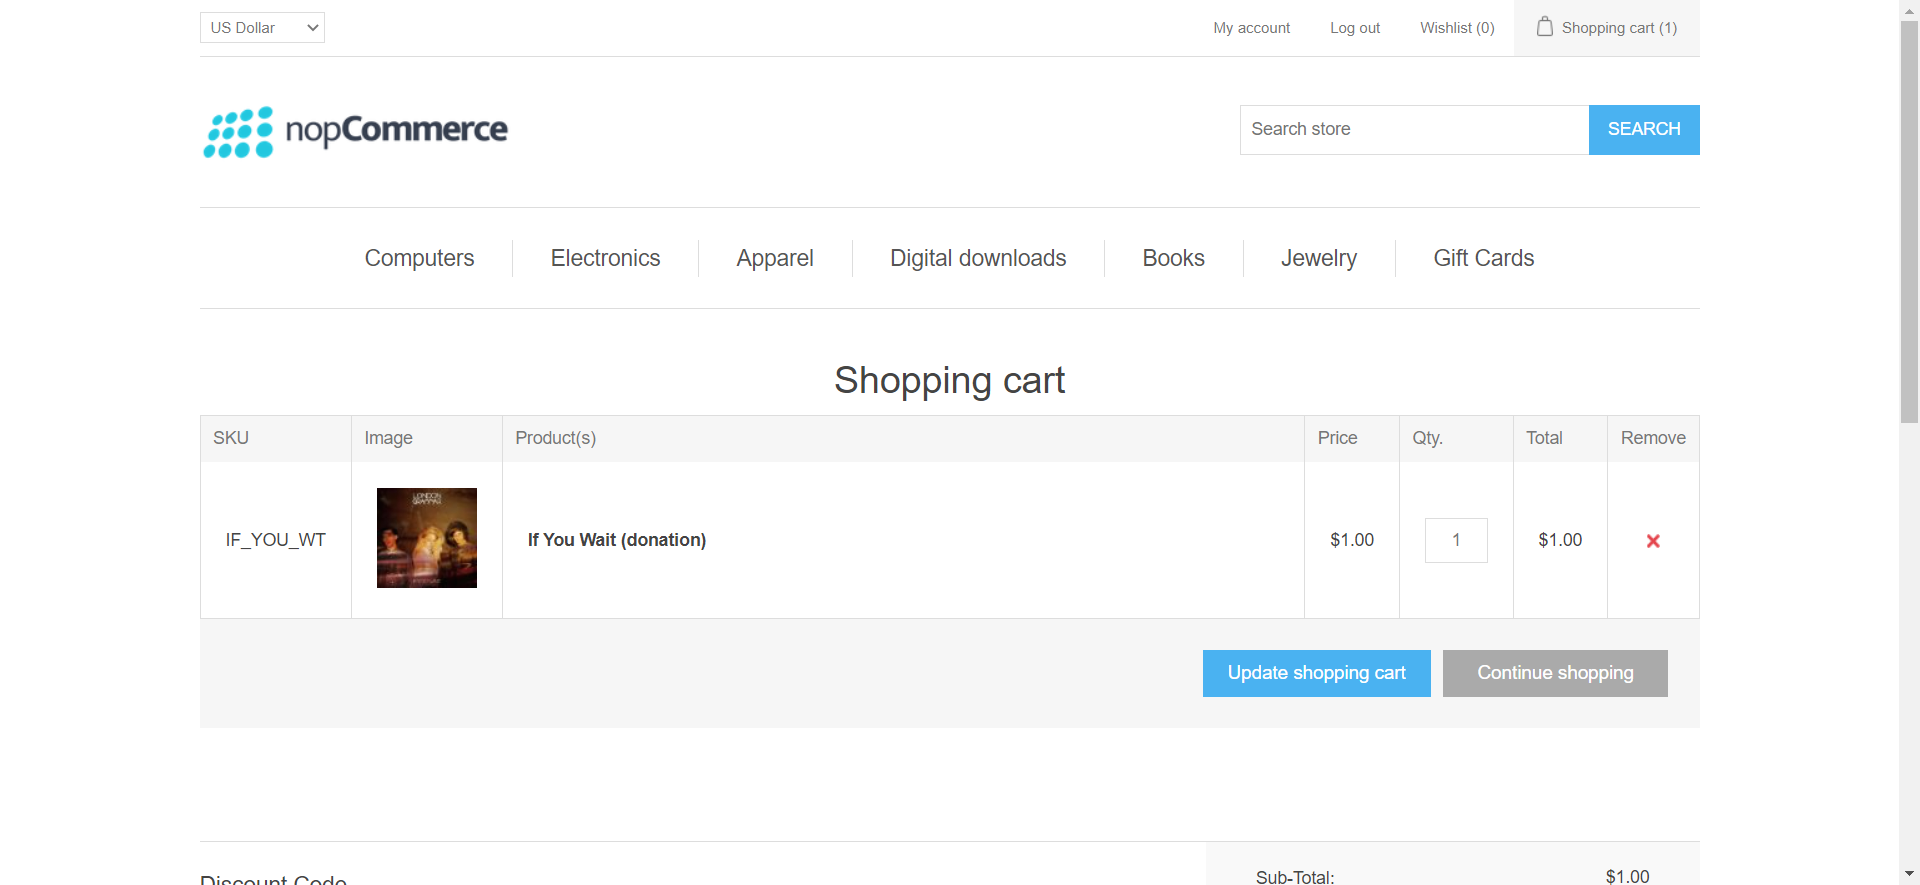 US Dollar
My account
Log out
Wishlist (0)
Shopping cart (1)
nopCommerce
Search store
SEARCH
Computers
Electronics
Apparel
Digital downloads
Books
Jewelry
Gift Cards
Shopping cart
SKU Image Product(s) Price Qty. Total Remove
LONDON
GRAMMAR
IF_YOU_WT If You Wait (donation) $1.00 1 $1.00
Update shopping cart
Continue shopping
Discount Code
Sub-Total: $1.00